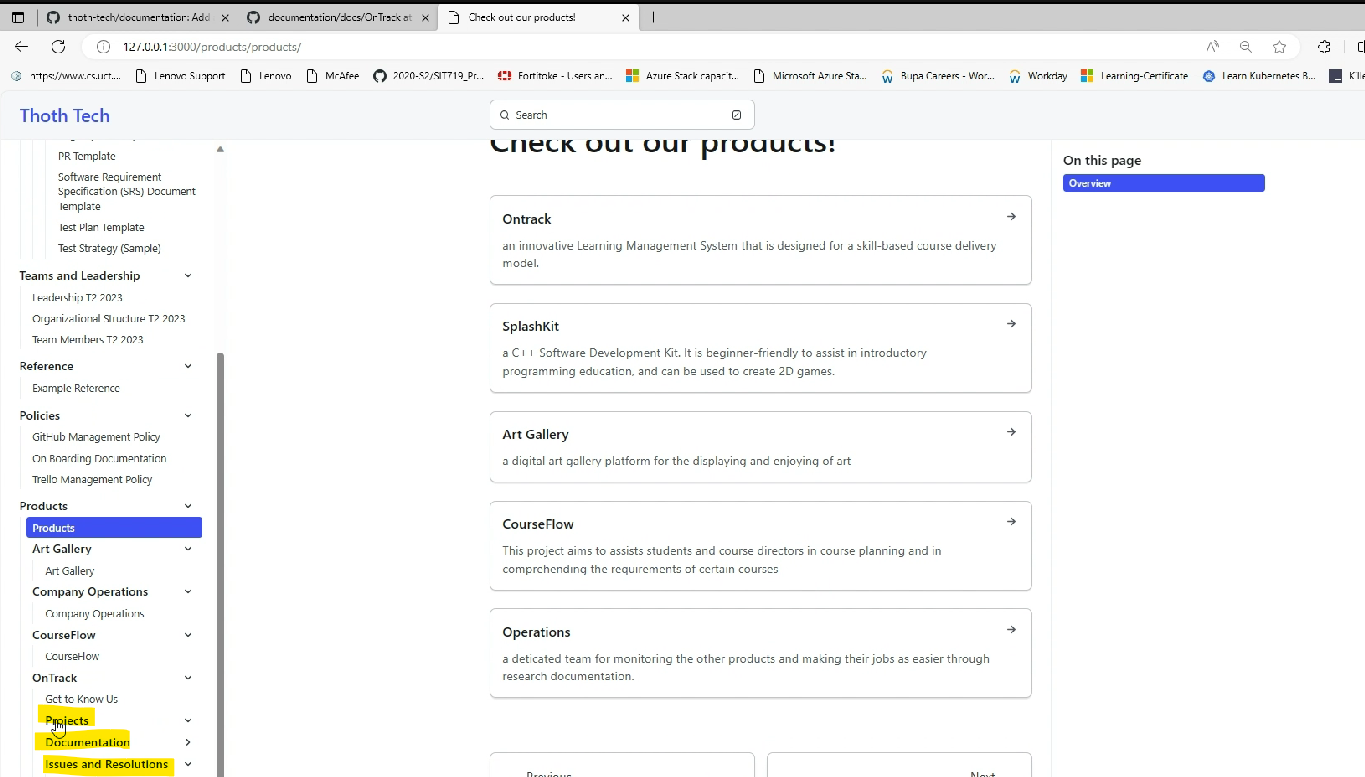 thoth-tech/documentation: Add
documentation/docs/OnTrack at
Check out our products!
127.0.0.1:3000/products/products/
https://www.cs.uct....
Lenovo Support
Lenovo
McAfee
2020-S2/SIT719_Pr...
Fortitoke - Users an...
Azure Stack capacit...
Microsoft Azure Sta...
Bupa Careers - Wor...
Workday
Learning-Certificate
Learn Kubernetes B...
Kille
Thoth Tech
Search
PR Template
Software Requirement
Specification (SRS) Document
Template
Test Plan Template
Test Strategy (Sample)
Teams and Leadership
Leadership T2 2023
Organizational Structure T2 2023
Team Members T2 2023
Reference
Example Reference
Policies
GitHub Management Policy
On Boarding Documentation
Trello Management Policy
Products
Products
Art Gallery
Art Gallery
Company Operations
Company Operations
CourseFlow
CourseFlow
OnTrack
Get to Know Us
Projects
Documentation
Issues and Resolutions
Check out our products!
Ontrack
an innovative Learning Management System that is designed for a skill-based course delivery
model.
SplashKit
a C++ Software Development Kit. It is beginner-friendly to assist in introductory
programming education, and can be used to create 2D games.
Art Gallery
a digital art gallery platform for the displaying and enjoying of art
CourseFlow
This project aims to assists students and course directors in course planning and in
comprehending the requirements of certain courses
Operations
a deticated team for monitoring the other products and making their jobs as easier through
research documentation.
Previous
Next
On this page
Overview